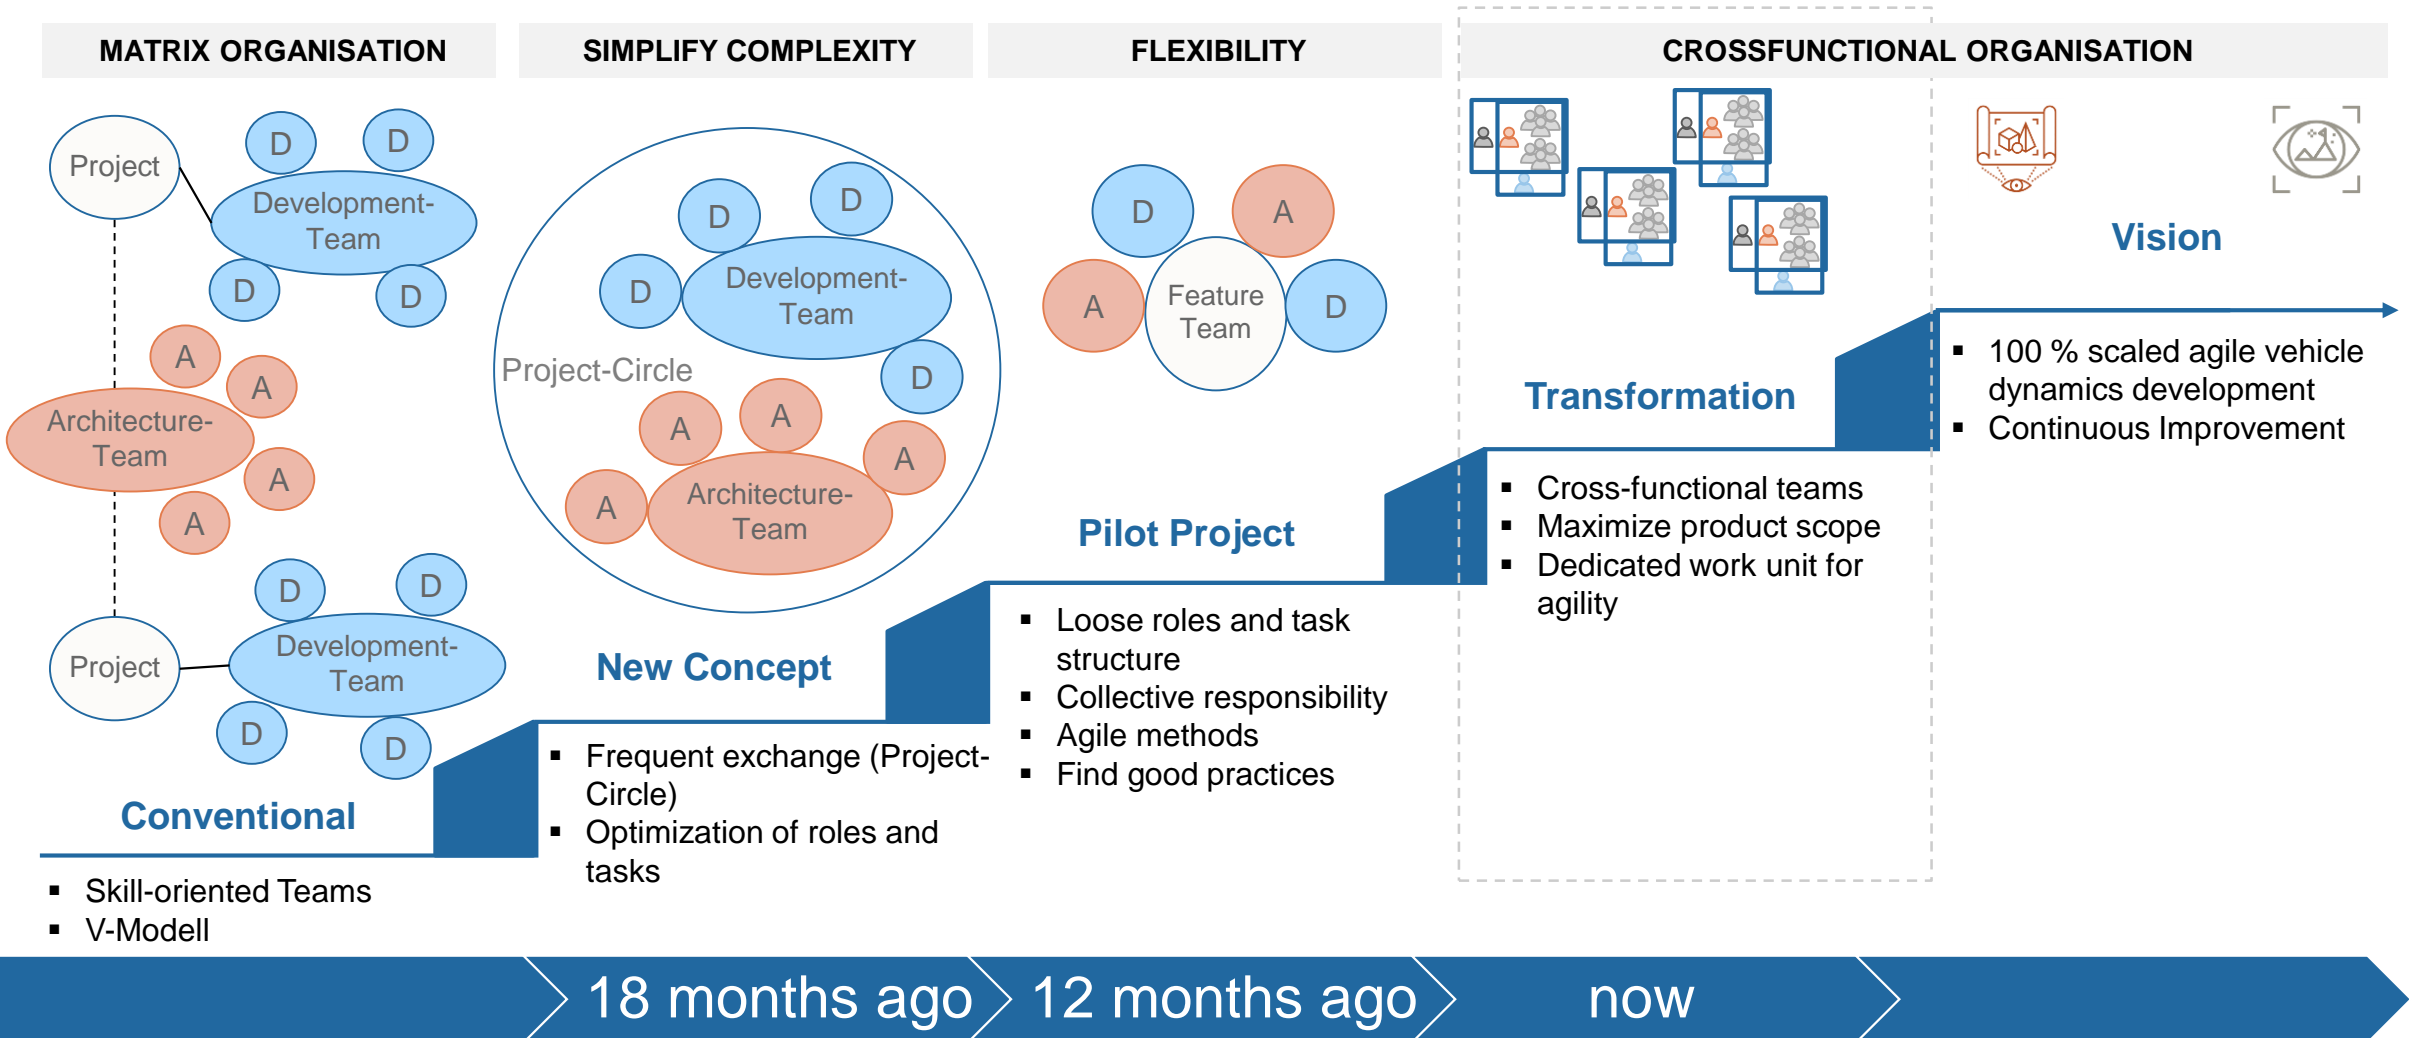 MATRIX ORGANISATION
SIMPLIFY COMPLEXITY
FLEXIBILITY
CROSSFUNCTIONAL ORGANISATION
Project
D
D
Development-
Team
D
D
A
A
Architecture-
Team
A
A
D
D
Project
Development-
Team
D
D
Conventional
▪ Skill-oriented Teams
▪ V-Modell
D
D
D
Development-
Team
Project-Circle
D
A
A
A
A
Architecture-
Team
New Concept
▪ Frequent exchange (Project-
Circle)
▪ Optimization of roles and
tasks
D
A
A
Feature
Team
D
Pilot Project
▪ Loose roles and task
structure
▪ Collective responsibility
▪ Agile methods
▪ Find good practices
Transformation
▪ Cross-functional teams
▪ Maximize product scope
▪ Dedicated work unit for
agility
Vision
▪ 100 % scaled agile vehicle
dynamics development
▪ Continuous Improvement
18 months ago
12 months ago
now